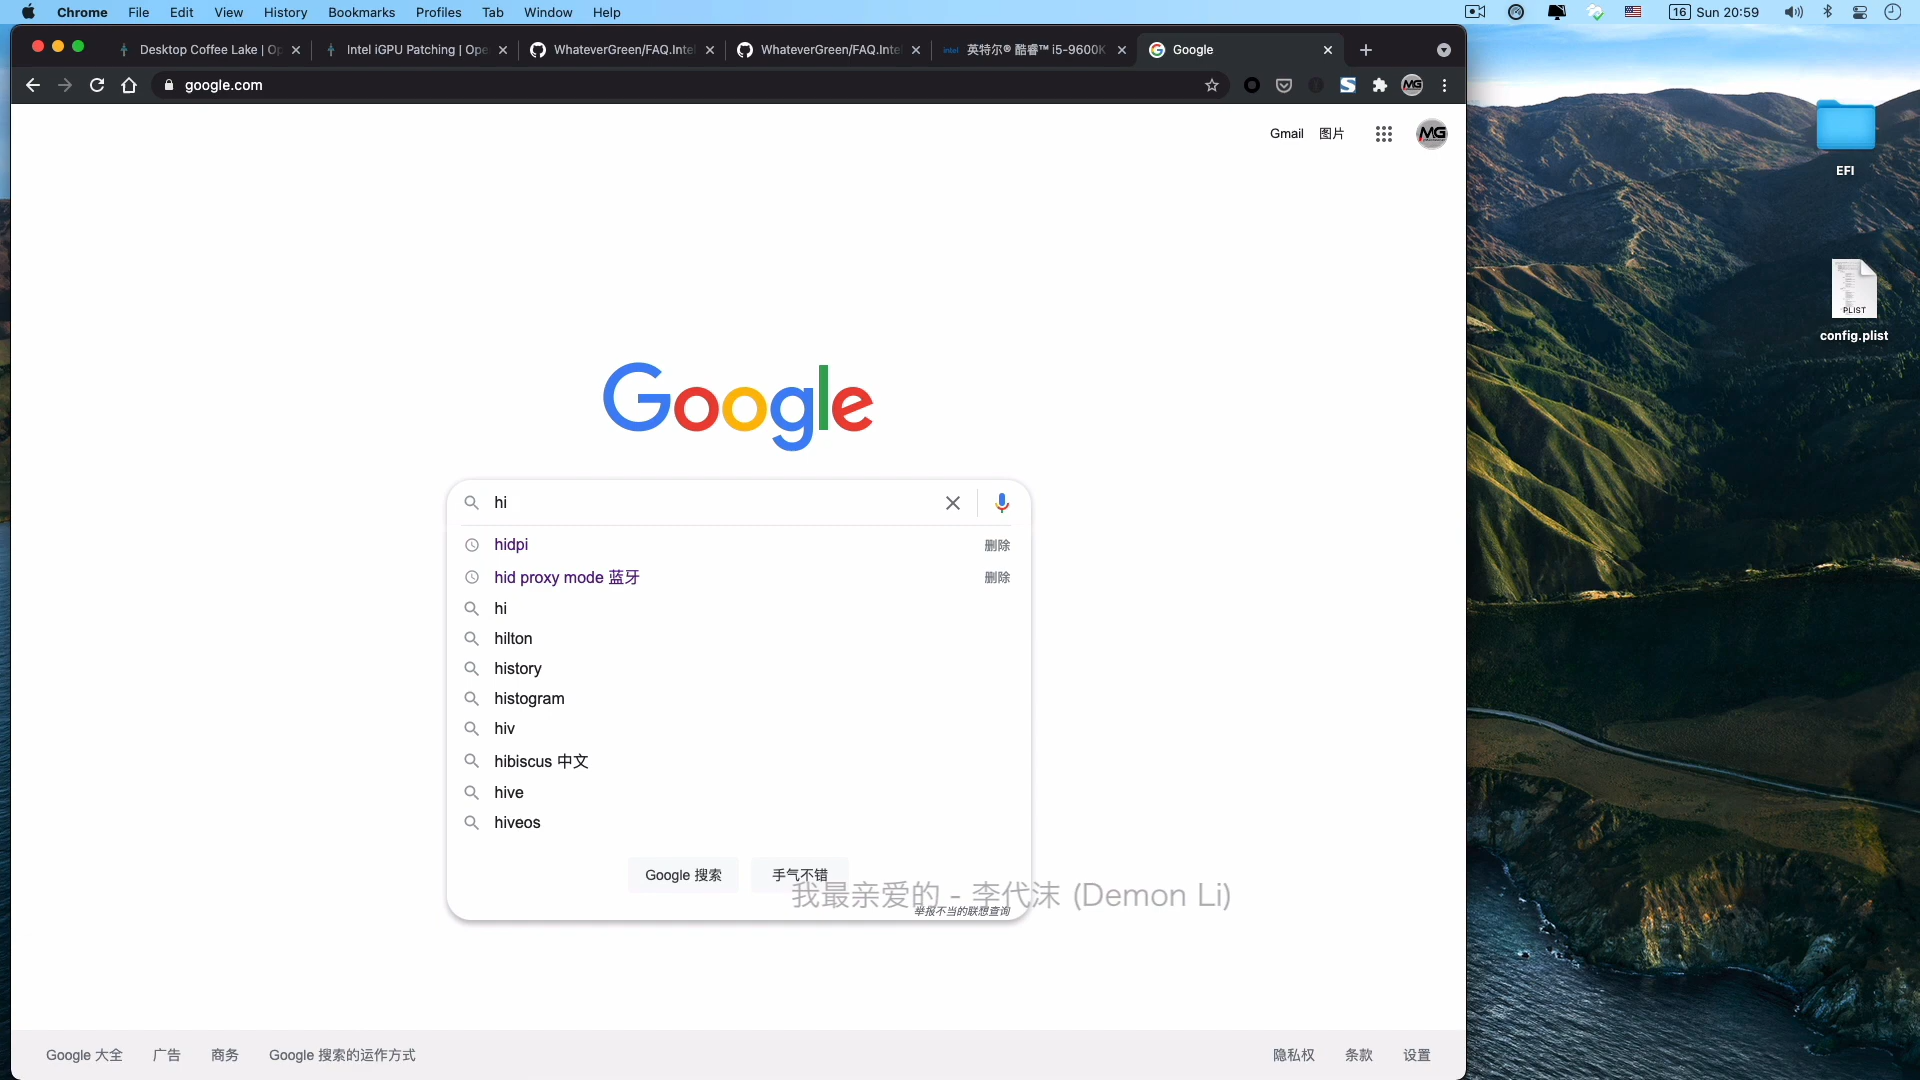 Chrome File Edit View History Bookmarks Profiles Tab Window Help
16 Sun 20:59
Desktop Coffee Lake | Op
Intel iGPU Patching | Ope
WhateverGreen/FAQ.Intel
WhateverGreen/FAQ.Intel
intel 英特尔® 酷睿™ i5-9600K
Google
google.com
MG
Gmail 图片
MG
EFI
PLIST
config.plist
Google
hi
hidpi 删除
hid proxy mode 蓝牙 删除
hi
hilton
history
histogram
hiv
hibiscus 中文
hive
hiveos
Google 搜索 手气不错
我最亲爱的 - 李代沫 (Demon Li)
举报不当的联想查询
Google 大全 广告 商务 Google 搜索的运作方式
隐私权 条款 设置